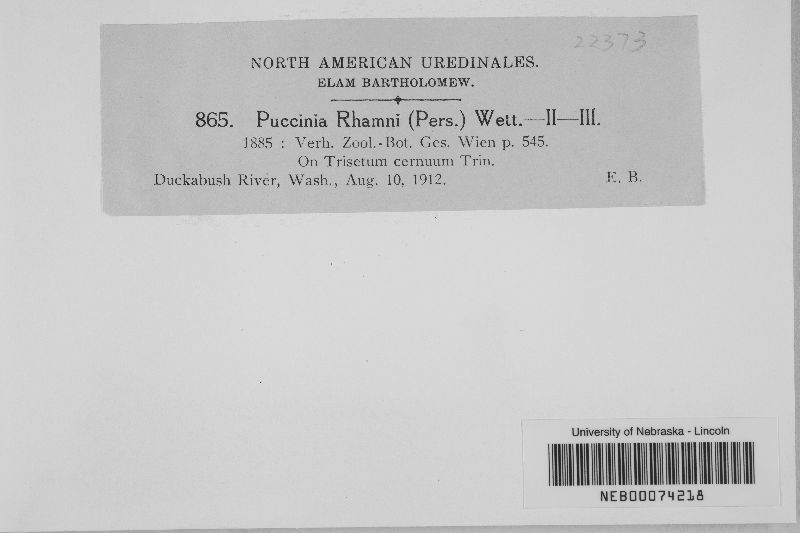 22373
NORTH AMERICAN UREDINALES.
ELAM BARTHOLOMEW.
865. Puccinia Rhamni (Pers.) Wett.—II—III.
1885 : Verh. Zool.-Bot. Ges. Wien p. 545.
On Trisetum cernuum Trin.
Duckabush River, Wash., Aug. 10, 1912. E. B.
University of Nebraska - Lincoln
NEB00074218